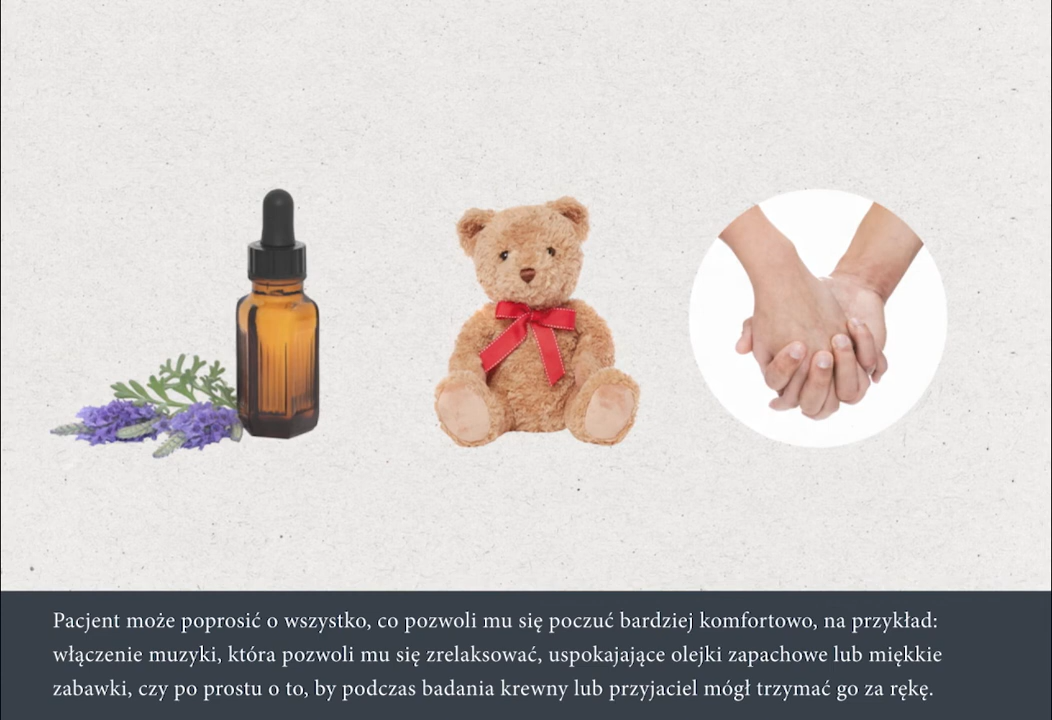 Pacjent może poprosić o wszystko, co pozwoli mu się poczuć bardziej komfortowo, na przykład:
włączenie muzyki, która pozwoli mu się zrelaksować, uspokajające olejki zapachowe lub miękkie
zabawki, czy po prostu o to, by podczas badania krewny lub przyjaciel mógł trzymać go za rękę.